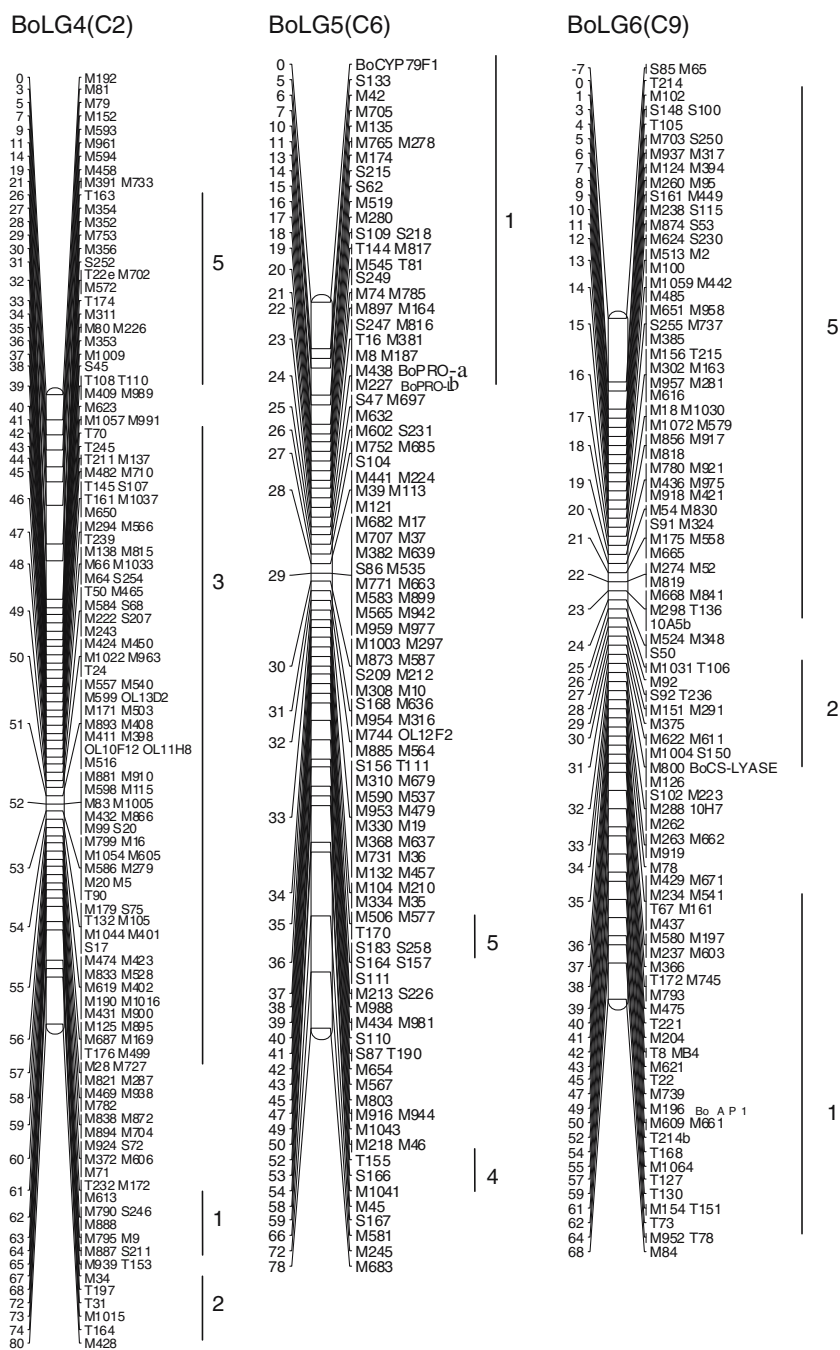 BoLG4(C2)
0 M192
3 M81
5 M79
7 M152
9 M593
11 M961
14 M594
19 M458
21 M391 M733
26 T163
27 M354
28 M352
29 M753
30 M356
31 S252
T22e M702
32 M572
33 T174
34 M311
35 M80 M226
36 M353
37 M1009
38 S45
T108 T110
39 M409 M989
40 M623
41 M1057 M991
42 T70
43 T245
44 T211 M137
45 M482 M710
T145 S107
46 T161 M1037
M650
M294 M566
47 T239
M138 M815
48 M66 M1033
M64 S254
T50 M465
M584 S68
49 M222 S207
M243
M424 M450
50 M1022 M963
T24
M557 M540
M599 OL13D2
M171 M503
51 M893 M408
M411 M398
OL10F12 OL11H8
M516
M881 M910
M598 M115
52 M83 M1005
M432 M866
M99 S20
M799 M16
M1054 M605
53 M586 M279
M20 M5
T90
M179 S75
T132 M105
54 M1044 M401
S17
M474 M423
M833 M528
55 M619 M402
M190 M1016
M431 M900
M125 M895
56 M687 M169
T176 M499
M28 M727
57 M821 M287
58 M469 M938
M782
M838 M872
59 M894 M704
M924 S72
60 M372 M606
M71
T232 M172
61 M613
M790 S246
62 M888
63 M795 M9
64 M887 S211
65 M939 T153
67 M34
68 T197
72 T31
73 M1015
74 T164
80 M428
5
3
1
2
BoLG5(C6)
0 BoCYP79F1
5 S133
6 M42
7 M705
10 M135
11 M765 M278
13 M174
14 S215
15 S62
16 M519
17 M280
18 S109 S218
19 T144 M817
20 M545 T81
S249
21 M74 M785
22 M897 M164
S247 M816
23 T16 M381
M8 M187
24 M438 BoPRO-a
M227 BoPRO-b
25 S47 M697
M632
26 M602 S231
27 M752 M685
S104
M441 M224
28 M39 M113
M121
M682 M17
M707 M37
M382 M639
29 S86 M535
M771 M663
M583 M899
M565 M942
M959 M977
M1003 M297
30 M873 M587
S209 M212
M308 M10
31 S168 M636
M954 M316
32 M744 OL12F2
M885 M564
S156 T111
M310 M679
M590 M537
33 M953 M479
M330 M19
M368 M637
M731 M36
M132 M457
34 M104 M210
M334 M35
35 M506 M577
T170
S183 S258
36 S164 S157
S111
37 M213 S226
38 M988
39 M434 M981
40 S110
41 S87 T190
42 M654
43 M567
45 M803
47 M916 M944
49 M1043
50 M218 M46
52 T155
53 S166
54 M1041
58 M45
59 S167
66 M581
72 M245
78 M683
1
5
4
BoLG6(C9)
-7 S85 M65
0 T214
1 M102
3 S148 S100
4 T105
5 M703 S250
6 M937 M317
7 M124 M394
8 M260 M95
9 S161 M449
10 M238 S115
11 M874 S53
12 M624 S230
13 M513 M2
M100
14 M1059 M442
M485
M651 M958
15 S255 M737
M385
M156 T215
16 M302 M163
M957 M281
M616
17 M18 M1030
M1072 M579
18 M856 M917
M818
M780 M921
19 M436 M975
M918 M421
20 M54 M830
S91 M324
21 M175 M558
M665
22 M274 M52
M819
M668 M841
23 M298 T136
10A5b
24 M524 M348
S50
25 M1031 T106
26 M92
27 S92 T236
28 M151 M291
29 M375
30 M622 M611
M1004 S150
31 M800 BoCS-LYASE
M126
S102 M223
32 M288 10H7
M262
33 M263 M662
M919
34 M78
M429 M671
35 M234 M541
T67 M161
M437
36 M580 M197
M237 M603
37 M366
38 T172 M745
M793
39 M475
40 T221
41 M204
42 T8 MB4
43 M621
45 T22
47 M739
49 M196 Bo A P 1
50 M609 M661
52 T214b
54 T168
55 M1064
57 T127
59 T130
61 M154 T151
62 T73
64 M952 T78
68 M84
5
2
1